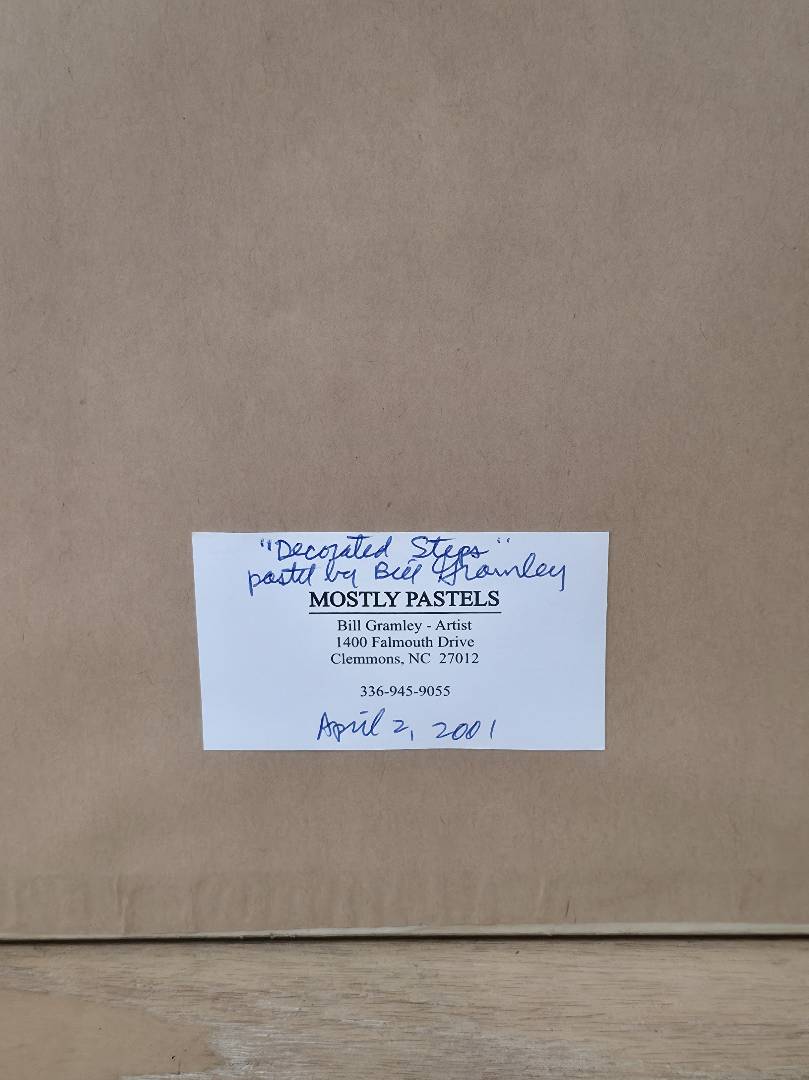 "Decorated Steps"
pastel by Bill Gramley
MOSTLY PASTELS
Bill Gramley - Artist
1400 Falmouth Drive
Clemmons, NC 27012
336-945-9055
April 2, 2001